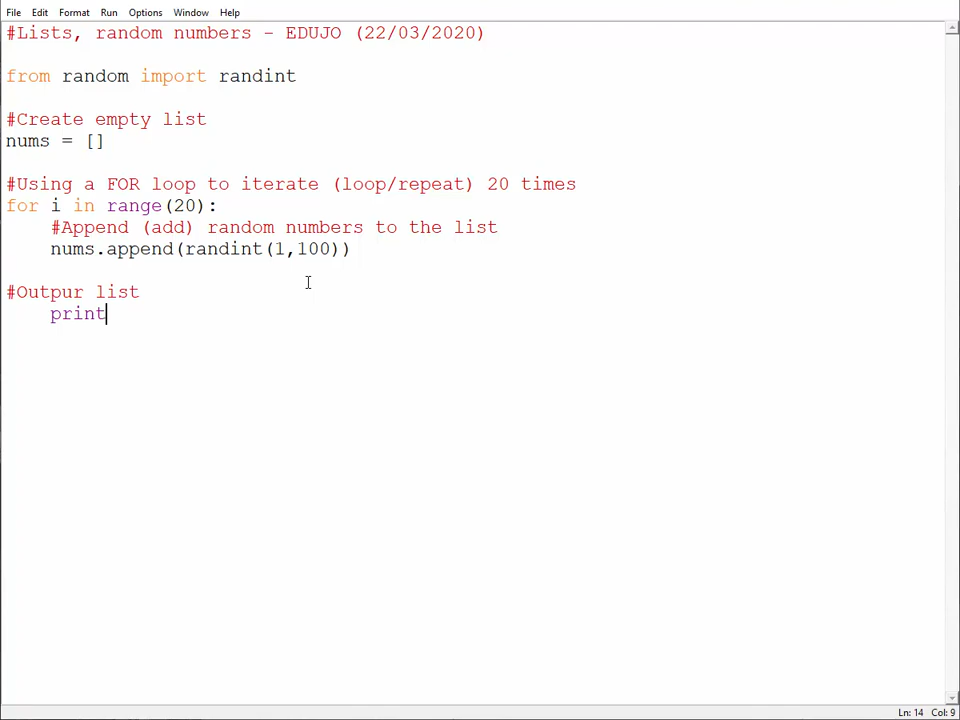 File Edit Format Run Options Window Help
#Lists, random numbers - EDUJO (22/03/2020)
from random import randint
#Create empty list
nums = []
#Using a FOR loop to iterate (loop/repeat) 20 times
for i in range(20):
    #Append (add) random numbers to the list
    nums.append(randint(1,100))
#Outpur list
    print
Ln: 14 Col: 9